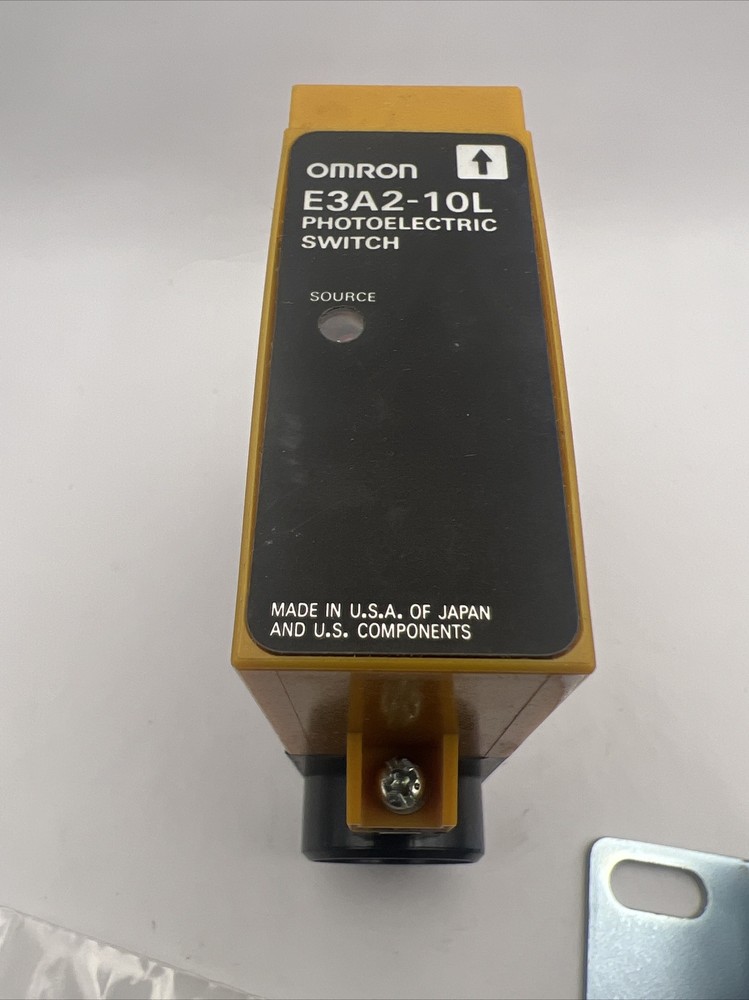 OMRON
E3A2-10L
PHOTOELECTRIC
SWITCH
SOURCE
MADE IN U.S.A. OF JAPAN
AND U.S. COMPONENTS